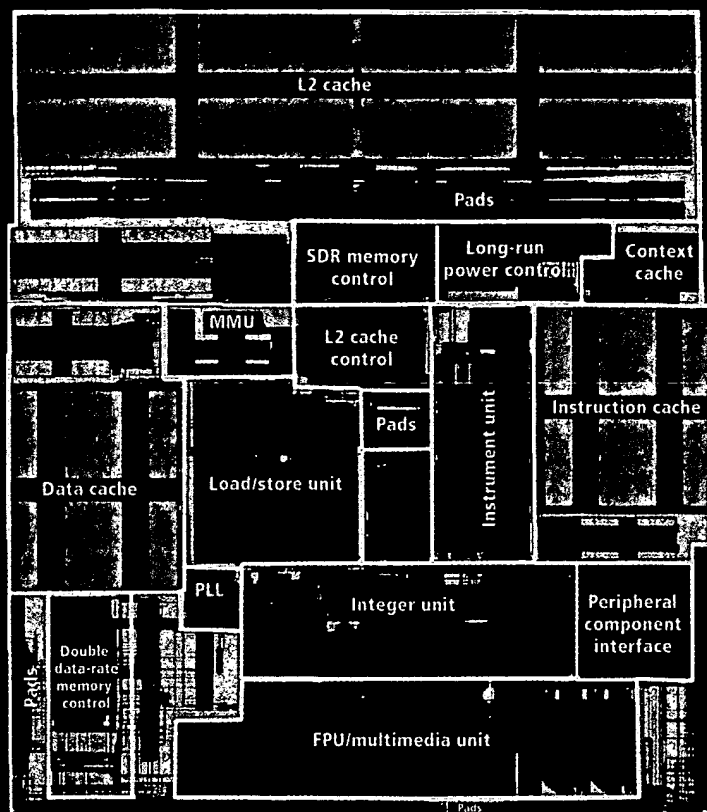 L2 cache
Pads
SDR memory
control
Long-run
power control
Context
cache
MMU
L2 cache
control
Instruction cache
Pads
Instrument unit
Data cache
Load/store unit
PLL
Integer unit
Peripheral
component
interface
Pads
Double
data-rate
memory
control
FPU/multimedia unit
Pads